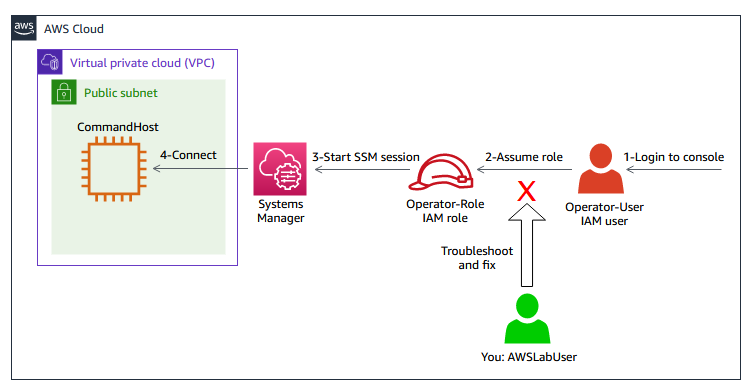 aws
AWS Cloud
Virtual private cloud (VPC)
Public subnet
CommandHost
4-Connect
3-Start SSM session
2-Assume role
1-Login to console
Systems
Manager
Operator-Role
IAM role
X
Operator-User
IAM user
Troubleshoot
and fix
You: AWSLabUser